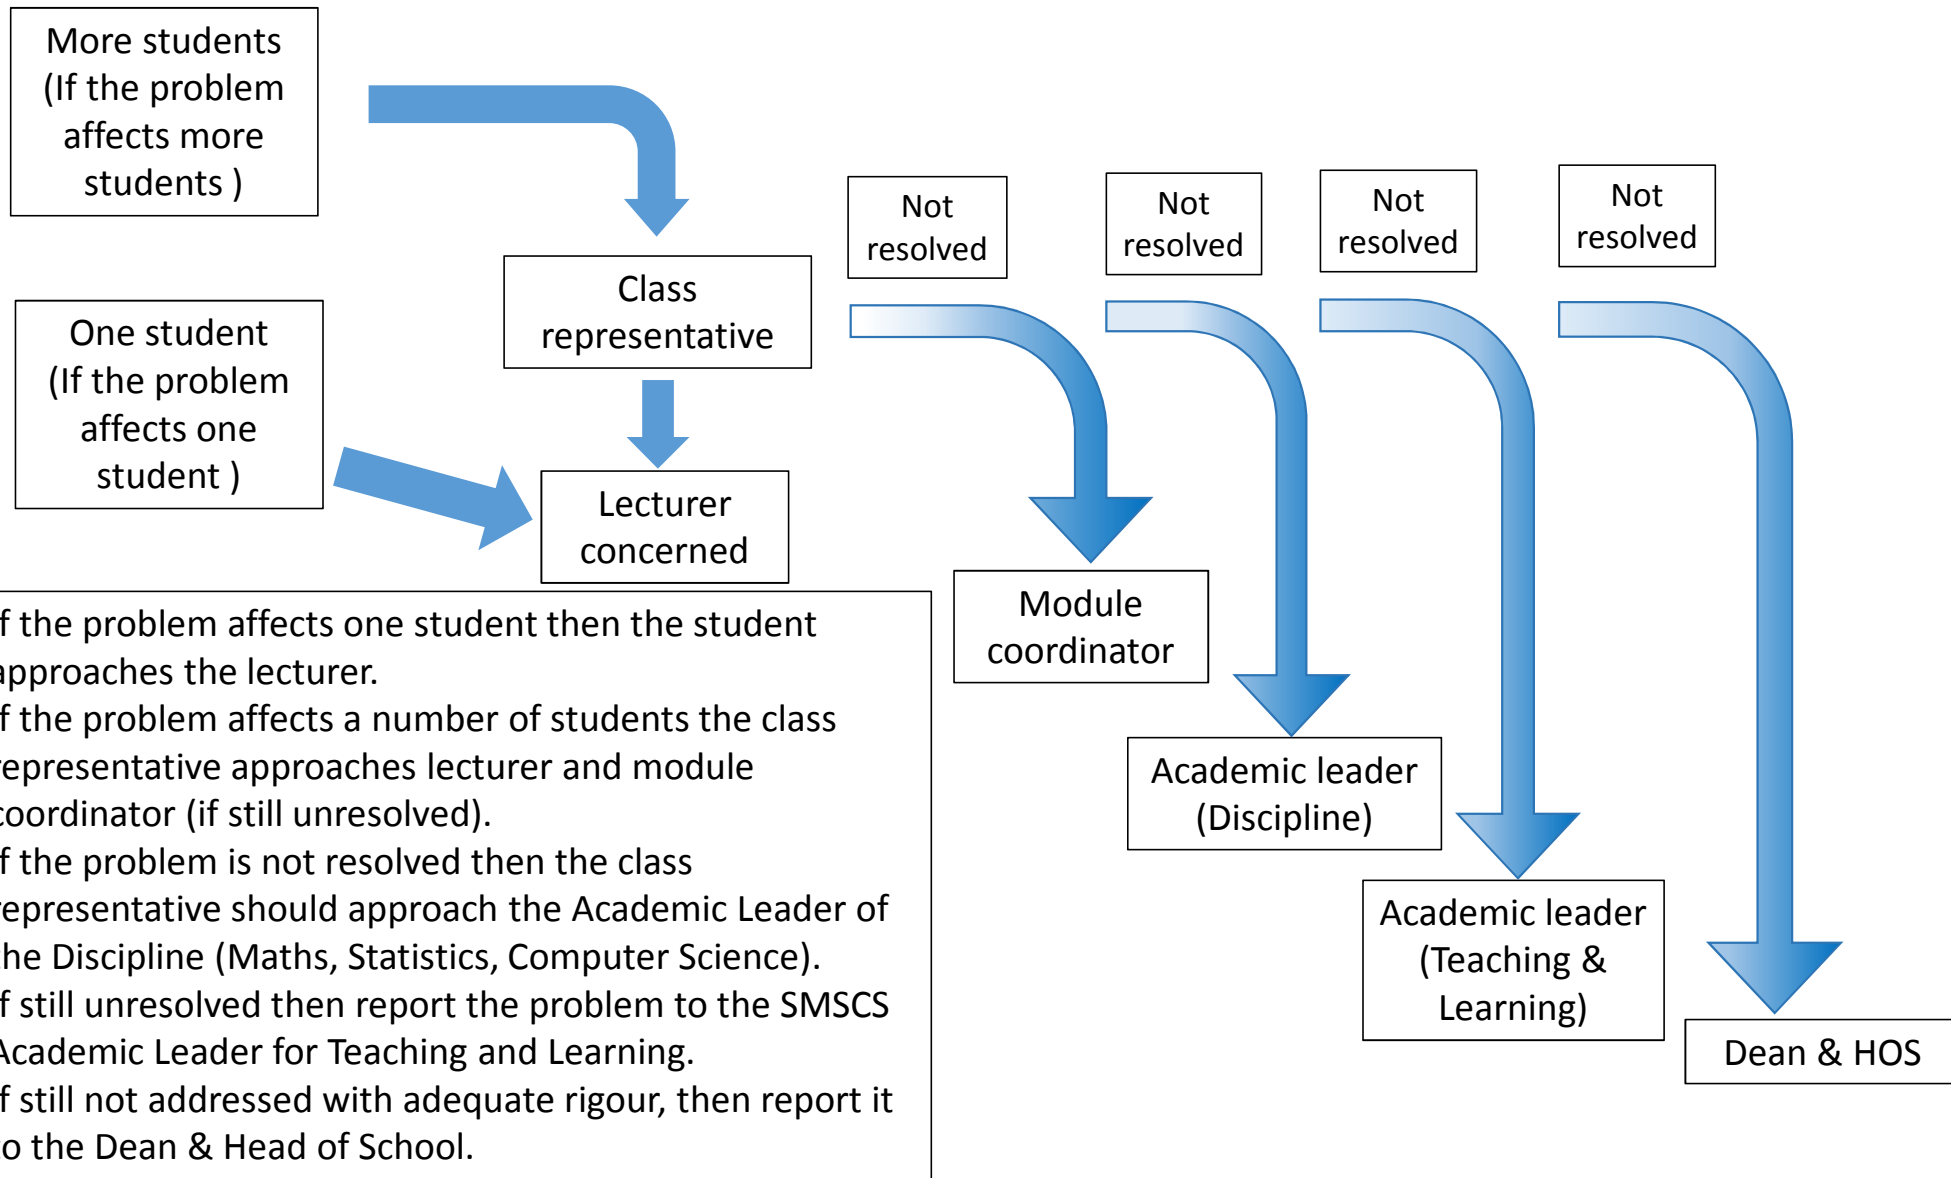 More students
(If the problem
affects more
students )
One student
(If the problem
affects one
student )
Class
representative
Lecturer
concerned
Not
resolved
Not
resolved
Not
resolved
Not
resolved
Module
coordinator
Academic leader
(Discipline)
Academic leader
(Teaching &
Learning)
Dean & HOS
f the problem affects one student then the student
approaches the lecturer.
f the problem affects a number of students the class
representative approaches lecturer and module
coordinator (if still unresolved).
f the problem is not resolved then the class
representative should approach the Academic Leader of
the Discipline (Maths, Statistics, Computer Science).
f still unresolved then report the problem to the SMSCS
Academic Leader for Teaching and Learning.
f still not addressed with adequate rigour, then report it
to the Dean & Head of School.